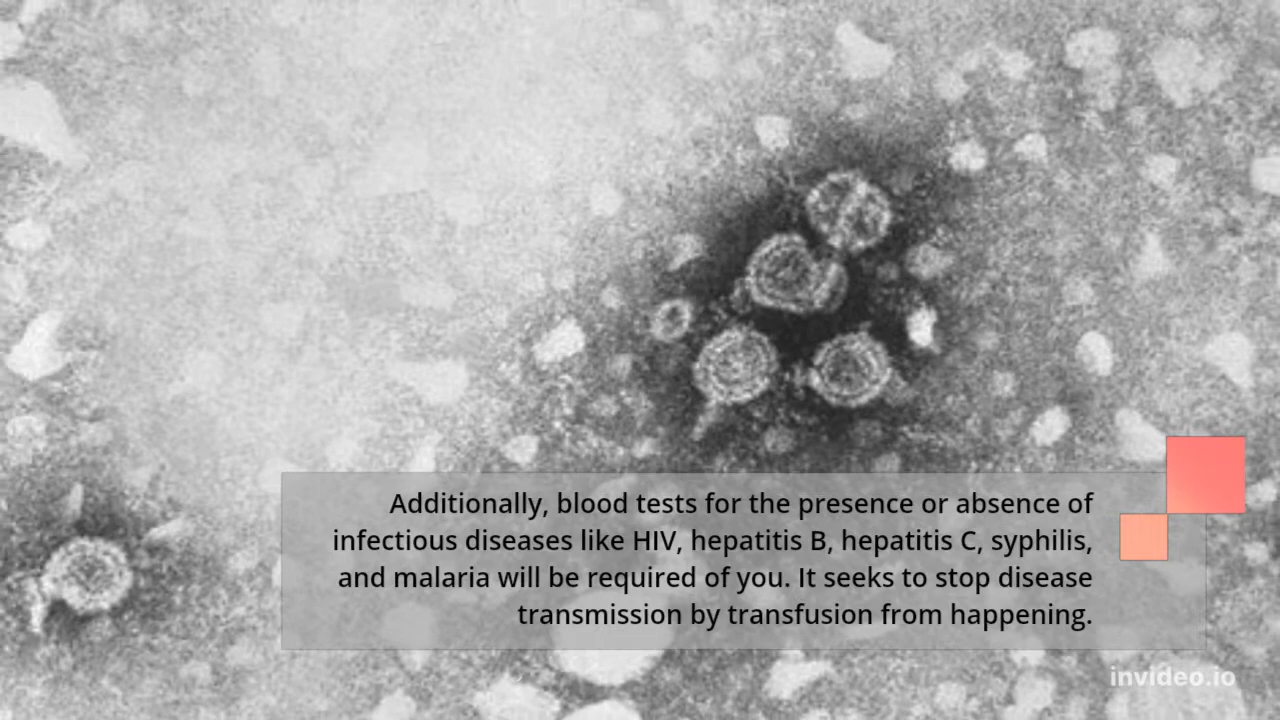 Additionally, blood tests for the presence or absence of
infectious diseases like HIV, hepatitis B, hepatitis C, syphilis,
and malaria will be required of you. It seeks to stop disease
transmission by transfusion from happening.
invideo.io